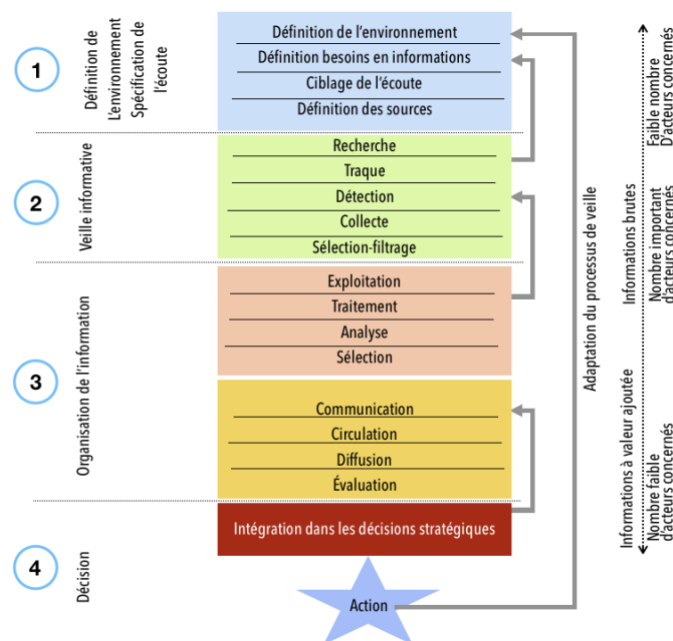 1
Définition de
L'environnement
Spécification de
l'écoute
Définition de l'environnement
Définition besoins en informations
Ciblage de l'écoute
Définition des sources
2
Veille informative
Recherche
Traque
Détection
Collecte
Sélection-filtrage
3
Organisation de l'information
Exploitation
Traitement
Analyse
Sélection
Communication
Circulation
Diffusion
Évaluation
4
Décision
Intégration dans les décisions stratégiques
Action
Adaptation du processus de veille
Informations brutes
Informations à valeur ajoutée
Faible nombre
D'acteurs concernés
Nombre important
d'acteurs concernés
Nombre faible
d'acteurs concernés